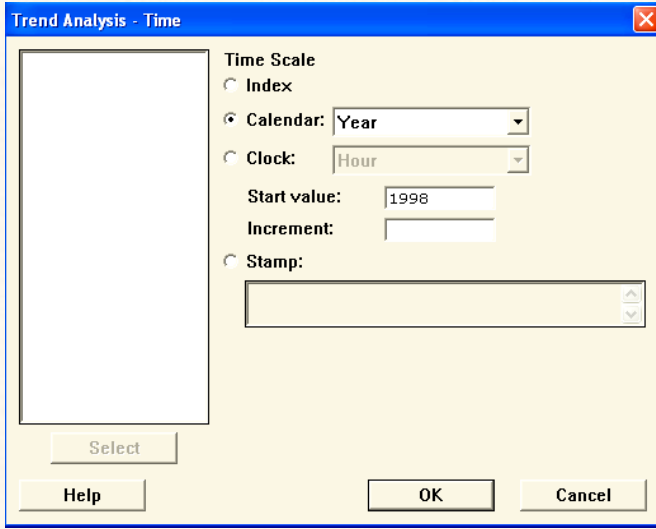 Trend Analysis - Time
Time Scale
Index
Calendar: Year
Clock: Hour
Start value: 1998
Increment:
Stamp:
Select
Help OK Cancel